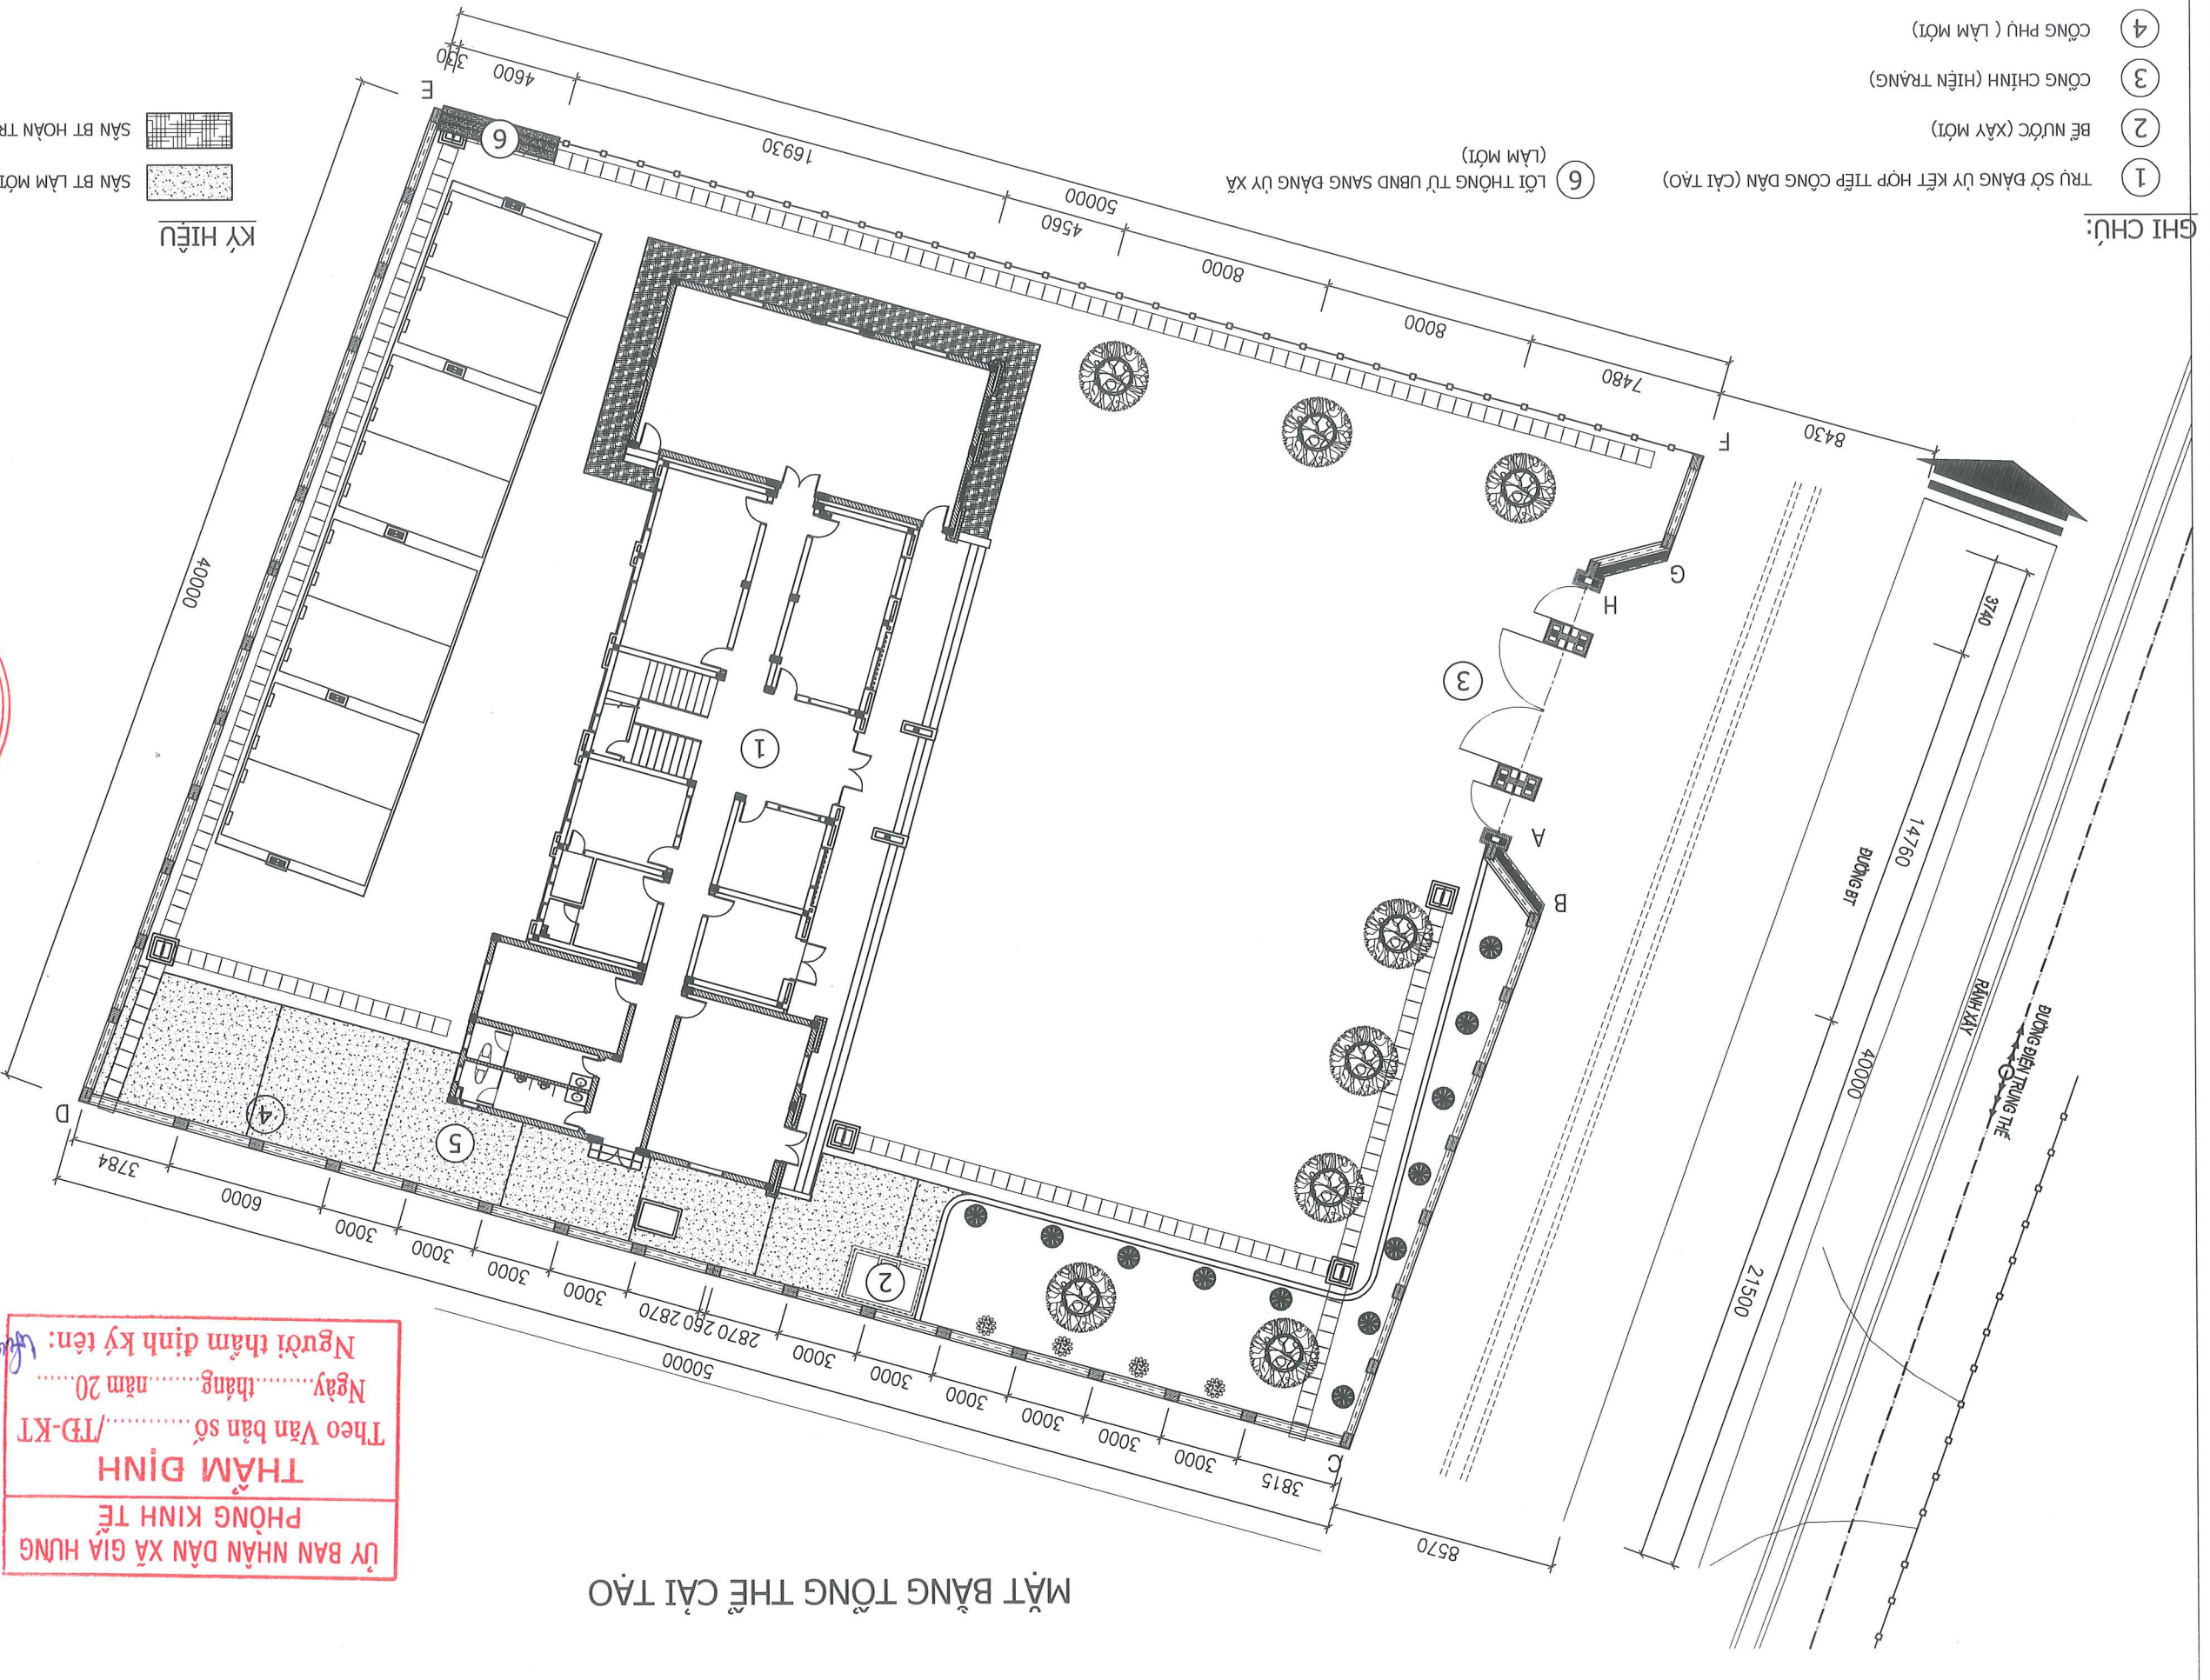 MẶT BẰNG TỔNG THỂ CẢI TẠO
ỦY BAN NHÂN DÂN XÃ GIA HƯNG
PHÒNG KINH TẾ
THẨM ĐỊNH
Theo Văn bản số ............/TĐ-KT
Ngày.........tháng........năm 20......
Người thẩm định ký tên:
8570
50000
3815
3000
3000
3000
3000
3000
3000
2870
260
2870
3000
3000
3000
3000
6000
3784
C
D
2
5
4
21500
40000
14760
3740
ĐƯỜNG ĐIỆN TRUNG THẾ
RÃNH XÂY
ĐƯỜNG BT
B
A
3
H
G
F
1
40000
8430
7480
8000
8000
4560
50000
16930
4600
330
6
E
GHI CHÚ:
1 TRỤ SỞ ĐẢNG ỦY KẾT HỢP TIẾP CÔNG DÂN (CẢI TẠO)
2 BỂ NƯỚC (XÂY MỚI)
3 CỔNG CHÍNH (HIỆN TRẠNG)
4 CỔNG PHỤ ( LÀM MỚI)
6 LỐI THÔNG TỪ UBND SANG ĐẢNG ỦY XÃ
(LÀM MỚI)
KÝ HIỆU
SÂN BT LÀM MỚI
SÂN BT HOÀN TR